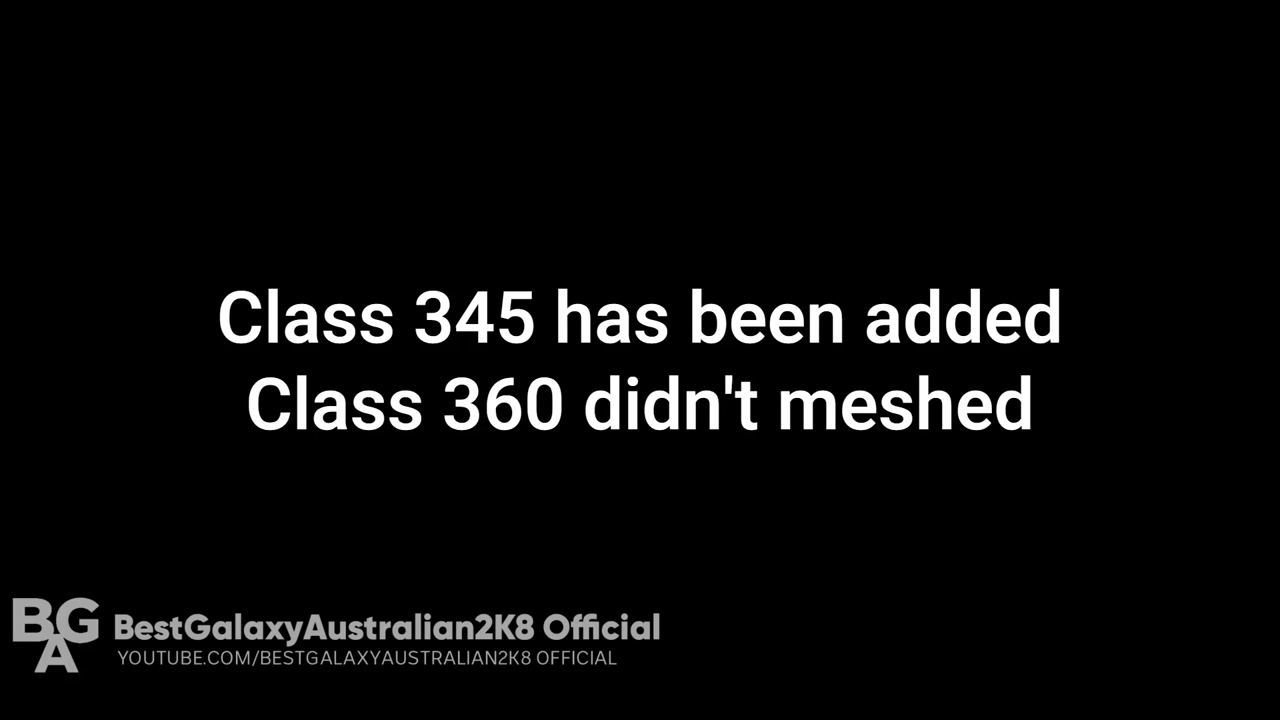 Class 345 has been added
Class 360 didn't meshed
BGA
BestGalaxyAustralian2K8 Official
YOUTUBE.COM/BESTGALAXYAUSTRALIAN2K8 OFFICIAL